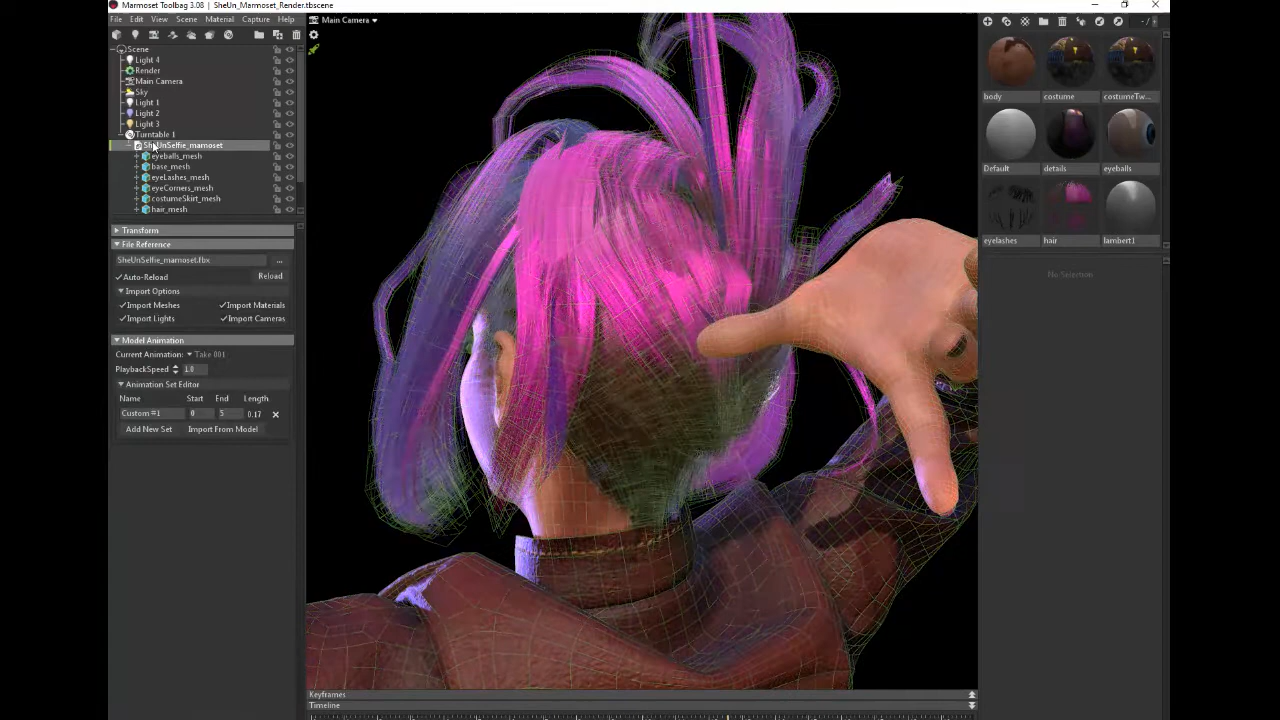 Marmoset Toolbag 3.08 | SheUn_Marmoset_Render.tbscene
File Edit View Scene Material Capture Help
Main Camera
Scene
Light 4
Render
Main Camera
Sky
Light 1
Light 2
Light 3
Turntable 1
SheUnSelfie_mamoset
eyeballs_mesh
base_mesh
eyeLashes_mesh
eyeCorners_mesh
costumeSkirt_mesh
hair_mesh
Transform
File Reference
SheUnSelfie_mamoset.fbx ...
Auto-Reload Reload
Import Options
Import Meshes Import Materials
Import Lights Import Cameras
Model Animation
Current Animation: Take 001
PlaybackSpeed 1.0
Animation Set Editor
Name Start End Length
Custom #1 0 5 0.17
Add New Set Import From Model
body costume costumeTw...
Default details eyeballs
eyelashes hair lambert1
No Selection
Keyframes
Timeline